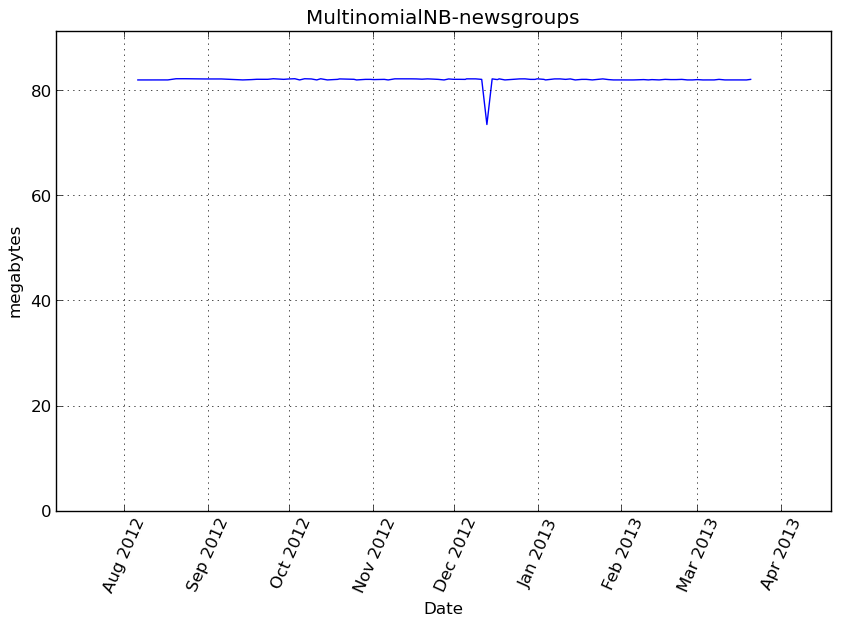 MultinomialNB-newsgroups
80
60
40
20
0
megabytes
Aug 2012
Sep 2012
Oct 2012
Nov 2012
Dec 2012
Jan 2013
Feb 2013
Mar 2013
Apr 2013
Date